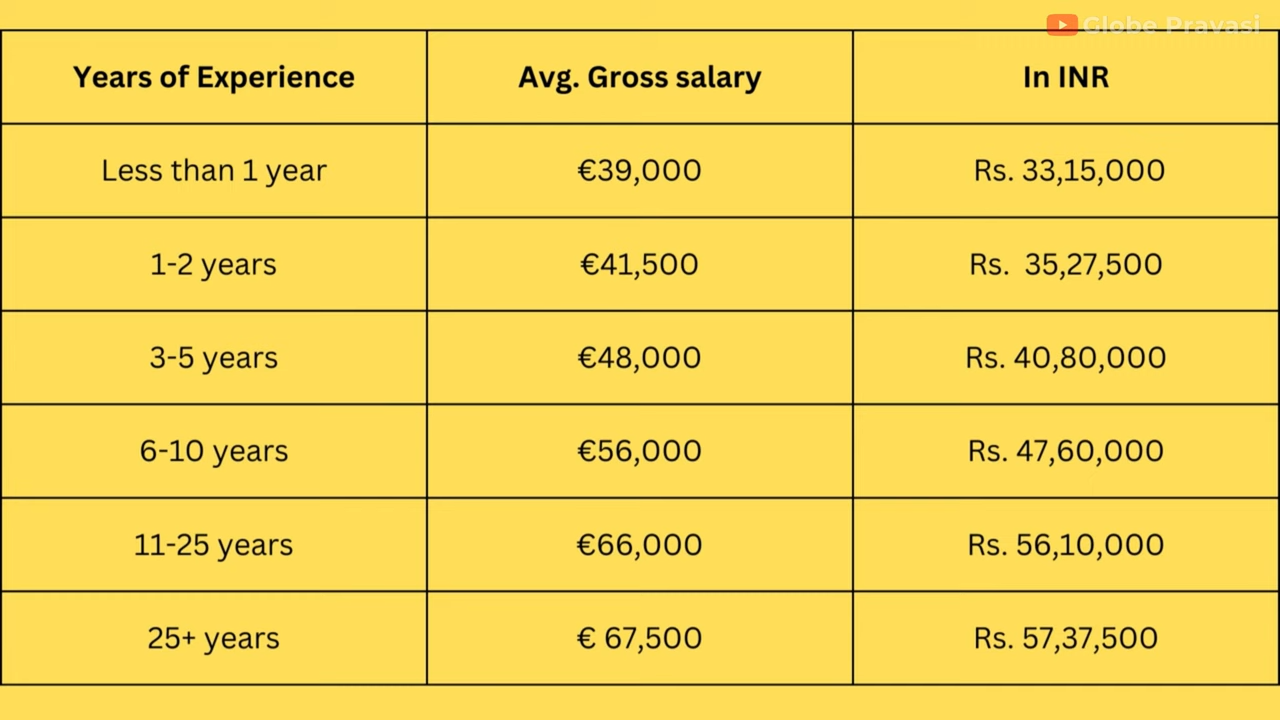 Globe Pravasi
Years of Experience Avg. Gross salary In INR
Less than 1 year €39,000 Rs. 33,15,000
1-2 years €41,500 Rs. 35,27,500
3-5 years €48,000 Rs. 40,80,000
6-10 years €56,000 Rs. 47,60,000
11-25 years €66,000 Rs. 56,10,000
25+ years € 67,500 Rs. 57,37,500